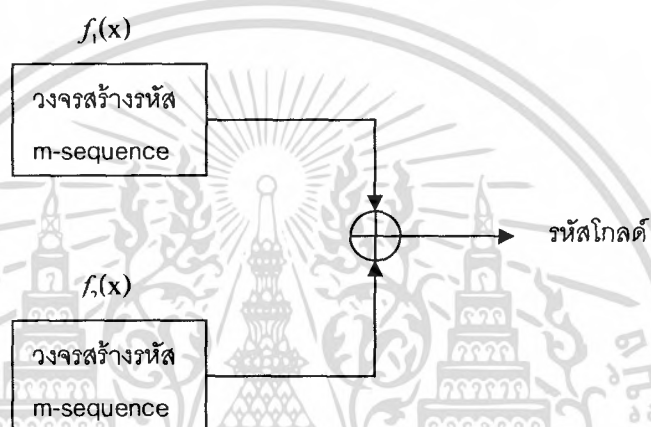 f₁(x)
วงจรสร้างรหัส
m-sequence
รหัสโกลด์
f₂(x)
วงจรสร้างรหัส
m-sequence